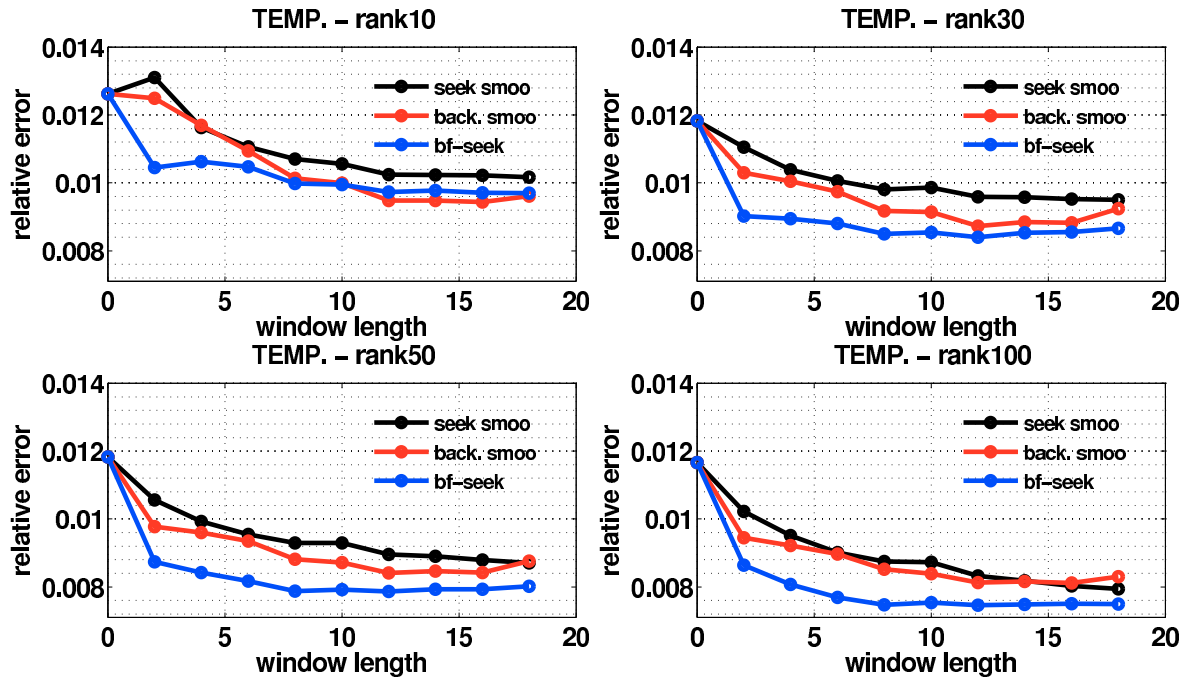 TEMP. − rank10
0.014
0.012
0.01
0.008
relative error
seek smoo
back. smoo
bf−seek
0 5 10 15 20
window length
TEMP. − rank30
0.014
0.012
0.01
0.008
relative error
seek smoo
back. smoo
bf−seek
0 5 10 15 20
window length
TEMP. − rank50
0.014
0.012
0.01
0.008
relative error
seek smoo
back. smoo
bf−seek
0 5 10 15 20
window length
TEMP. − rank100
0.014
0.012
0.01
0.008
relative error
seek smoo
back. smoo
bf−seek
0 5 10 15 20
window length